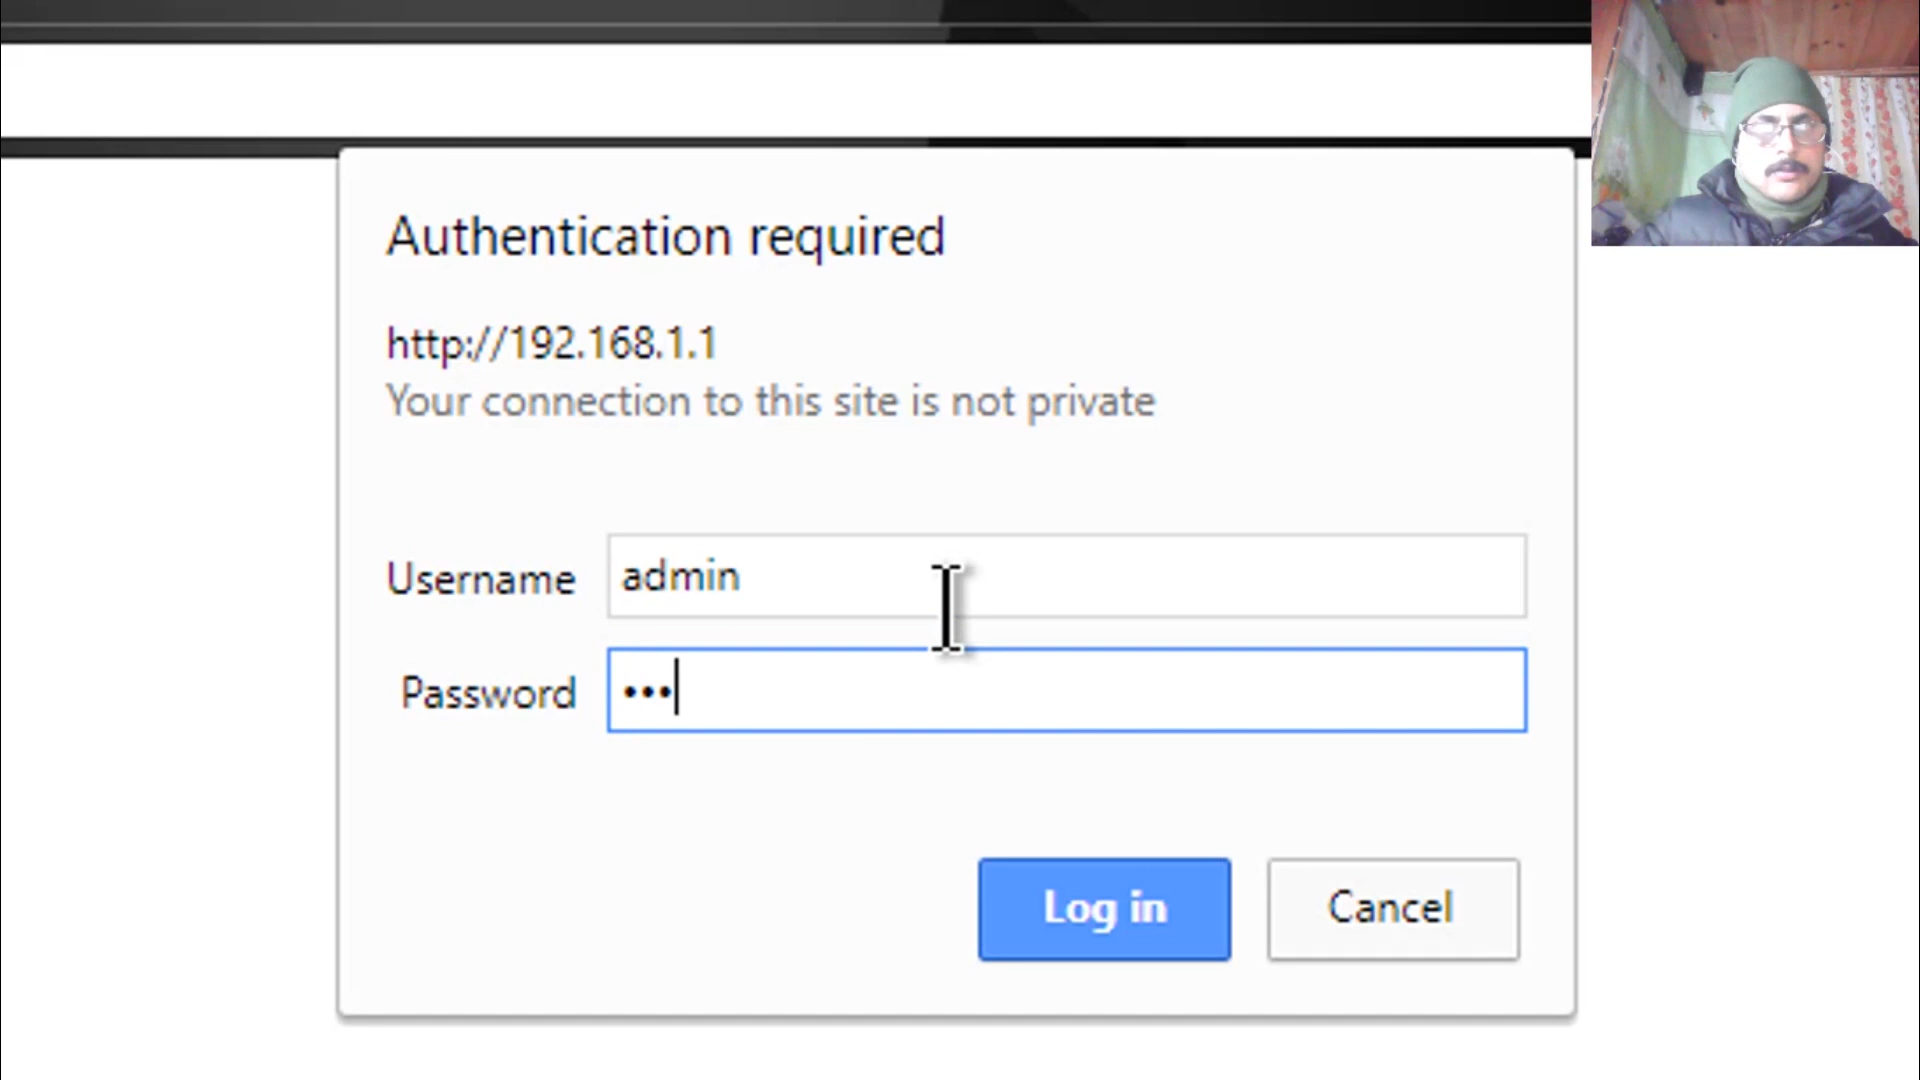 Authentication required
http://192.168.1.1
Your connection to this site is not private
Username admin
Password •••
Log in Cancel